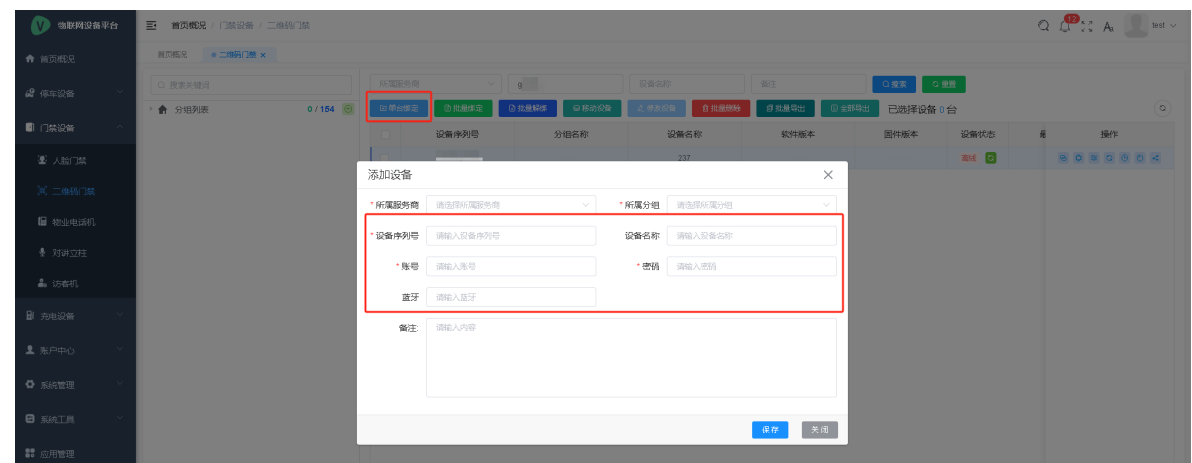 物联网设备平台
首页概况 / 门禁设备 / 二维码门禁
12
test
首页概况
首页概况
二维码门禁 ×
停车设备
门禁设备
人脸门禁
二维码门禁
物业电话机
对讲立柱
访客机
充电设备
账户中心
系统管理
系统工具
应用管理
搜索关键词
分组列表
0 / 154
所属服务商
g
设备名称
备注
搜索
重置
单台绑定
批量绑定
批量解绑
移动设备
修改设备
批量删除
批量导出
全部导出
已选择设备 0 台
设备序列号
分组名称
设备名称
软件版本
固件版本
设备状态
操作
237
离线
添加设备
* 所属服务商 请选择所属服务商
* 所属分组 请选择所属分组
* 设备序列号 请输入设备序列号
设备名称 请输入设备名称
* 账号 请输入账号
* 密码 请输入密码
蓝牙 请输入蓝牙
备注 请输入内容
保存
关闭